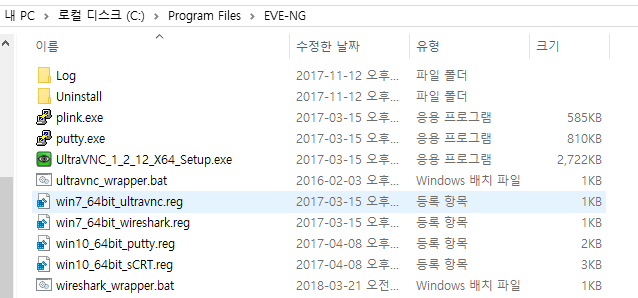 내 PC > 로컬 디스크 (C:) > Program Files > EVE-NG
이름 수정한 날짜 유형 크기
Log 2017-11-12 오후... 파일 폴더
Uninstall 2017-11-12 오후... 파일 폴더
plink.exe 2017-03-15 오후... 응용 프로그램 585KB
putty.exe 2017-03-15 오후... 응용 프로그램 810KB
UltraVNC_1_2_12_X64_Setup.exe 2017-03-15 오후... 응용 프로그램 2,722KB
ultravnc_wrapper.bat 2016-02-03 오후... Windows 배치 파일 1KB
win7_64bit_ultravnc.reg 2017-03-15 오후... 등록 항목 1KB
win7_64bit_wireshark.reg 2017-03-15 오후... 등록 항목 1KB
win10_64bit_putty.reg 2017-04-08 오후... 등록 항목 2KB
win10_64bit_sCRT.reg 2017-04-08 오후... 등록 항목 3KB
wireshark_wrapper.bat 2018-03-21 오전... Windows 배치 파일 1KB